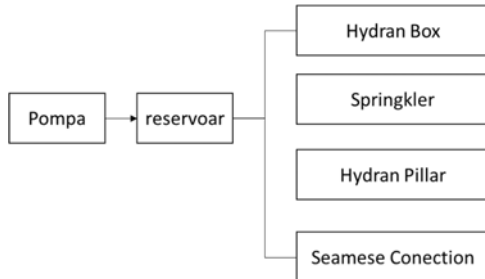 Hydran Box
Springkler
Pompa
reservoar
Hydran Pillar
Seamese Conection